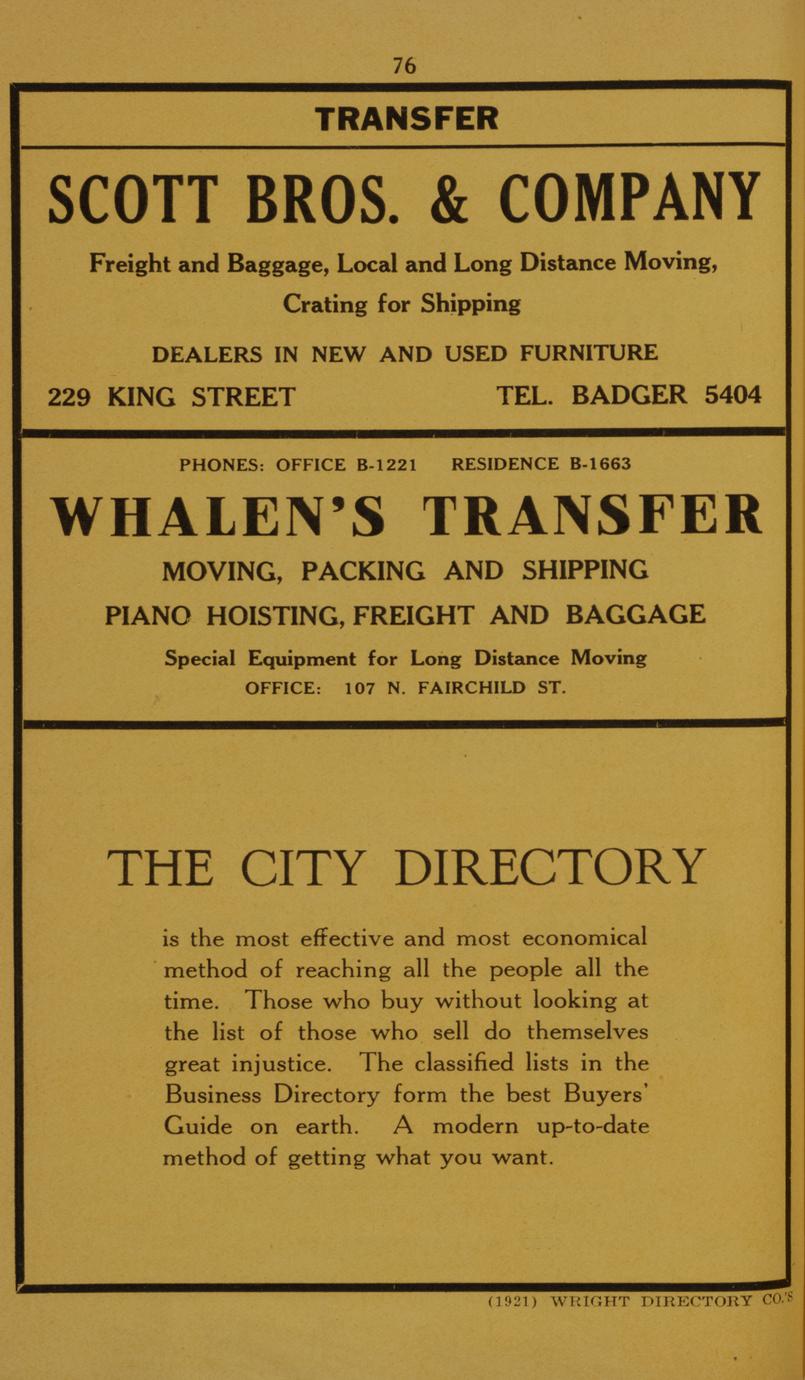 76
TRANSFER
SCOTT BROS. & COMPANY
Freight and Baggage, Local and Long Distance Moving,
Crating for Shipping
DEALERS IN NEW AND USED FURNITURE
229 KING STREET TEL. BADGER 5404
PHONES: OFFICE B-1221 RESIDENCE B-1663
WHALEN'S TRANSFER
MOVING, PACKING AND SHIPPING
PIANO HOISTING, FREIGHT AND BAGGAGE
Special Equipment for Long Distance Moving
OFFICE: 107 N. FAIRCHILD ST.
THE CITY DIRECTORY
is the most effective and most economical
method of reaching all the people all the
time. Those who buy without looking at
the list of those who sell do themselves
great injustice. The classified lists in the
Business Directory form the best Buyers'
Guide on earth. A modern up-to-date
method of getting what you want.
(1921) WRIGHT DIRECTORY CO.'S